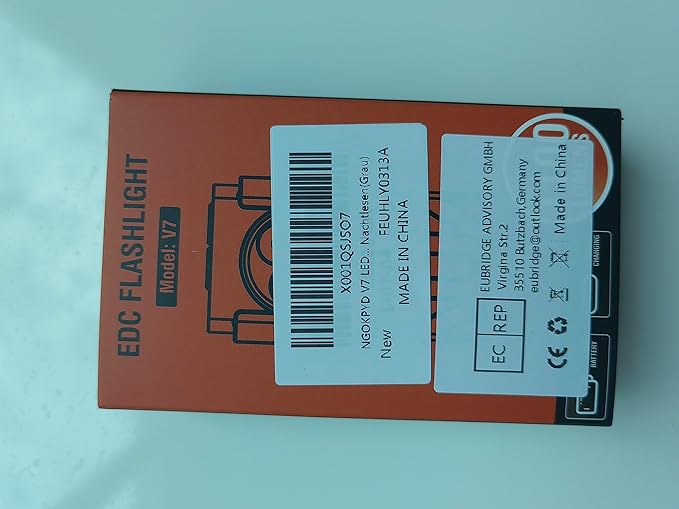 EDC FLASHLIGHT
Model: V7
X001QSJSO7
NGOKPYD V7 LED... Nachtlesen(Grau)
New FEUHLY0313A
MADE IN CHINA
EC REP
EUBRIDGE ADVISORY GMBH
Virgina Str.2
35510 Butzbach,Germany
eubridge@outlook.com
CE
Made in China
CHARGING
BATTERY